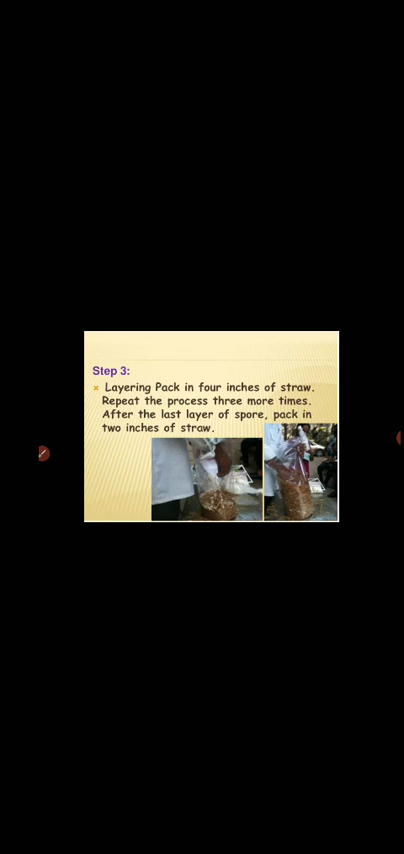 Step 3:
Layering Pack in four inches of straw.
Repeat the process three more times.
After the last layer of spore, pack in
two inches of straw.